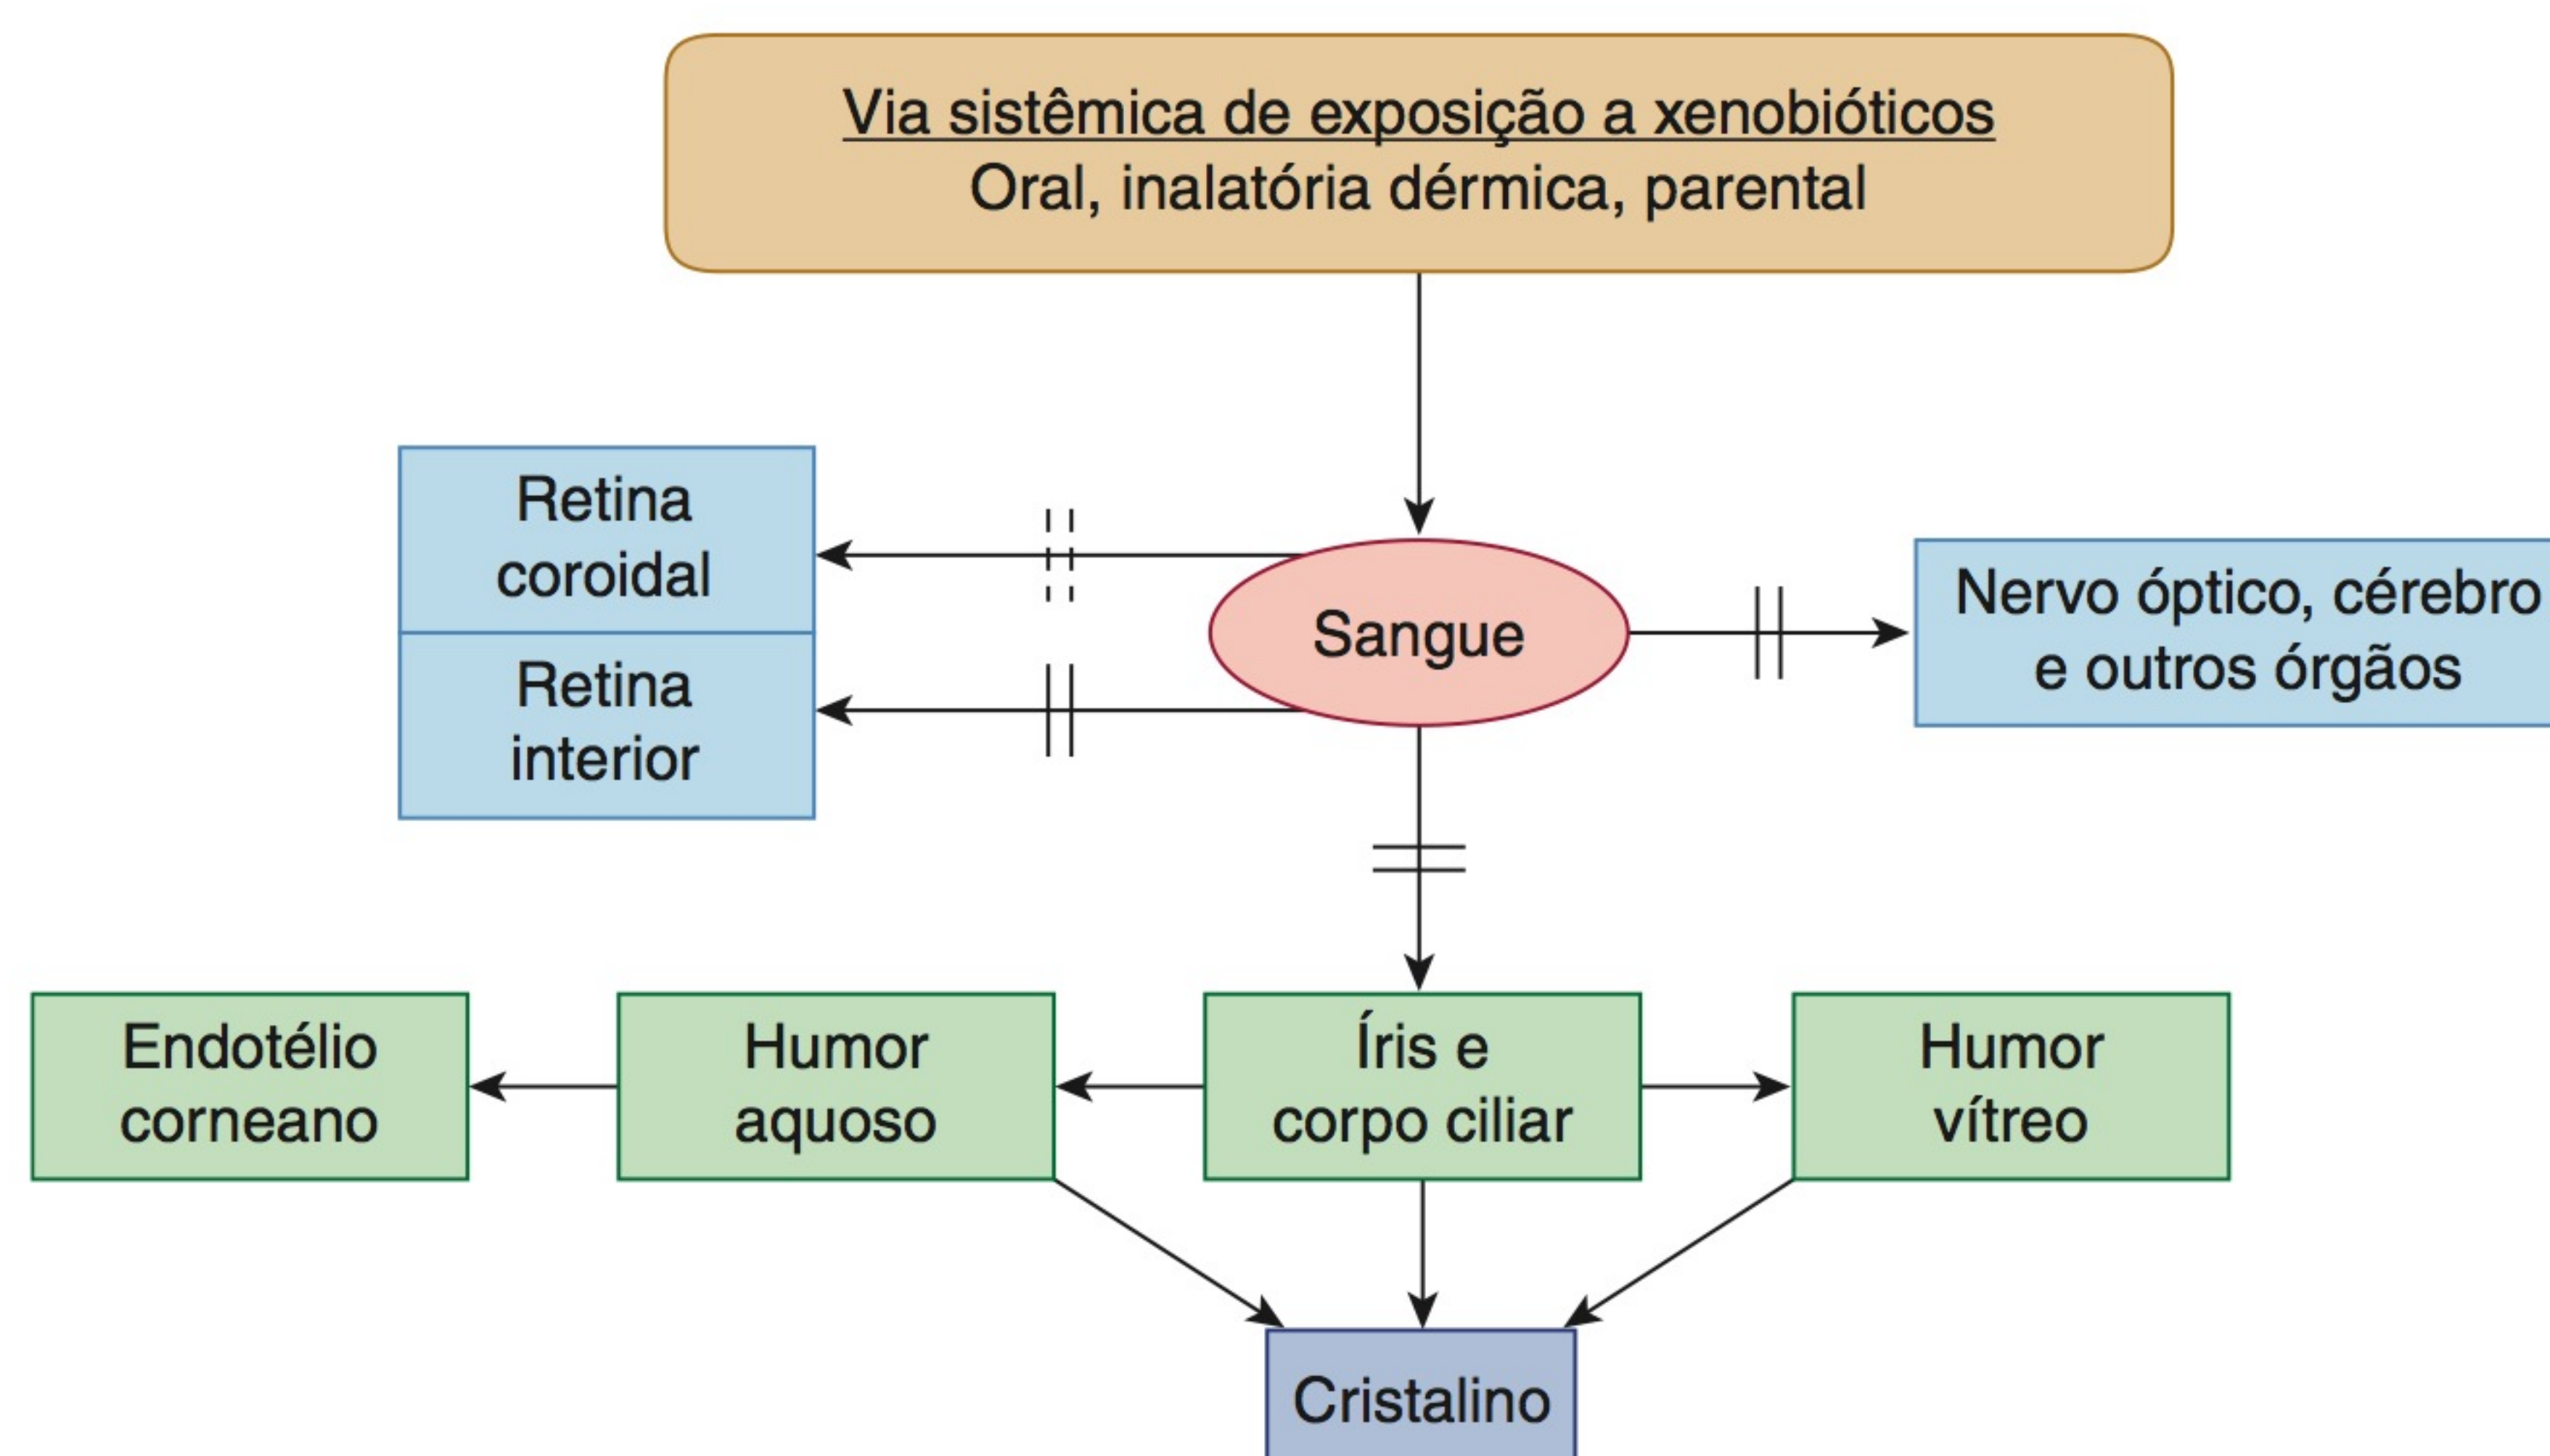 Via sistêmica de exposição a xenobióticos
Oral, inalatória dérmica, parental
Retina
coroidal
Retina
interior
Sangue
Nervo óptico, cérebro
e outros órgãos
Endotélio
corneano
Humor
aquoso
Íris e
corpo ciliar
Humor
vítreo
Cristalino